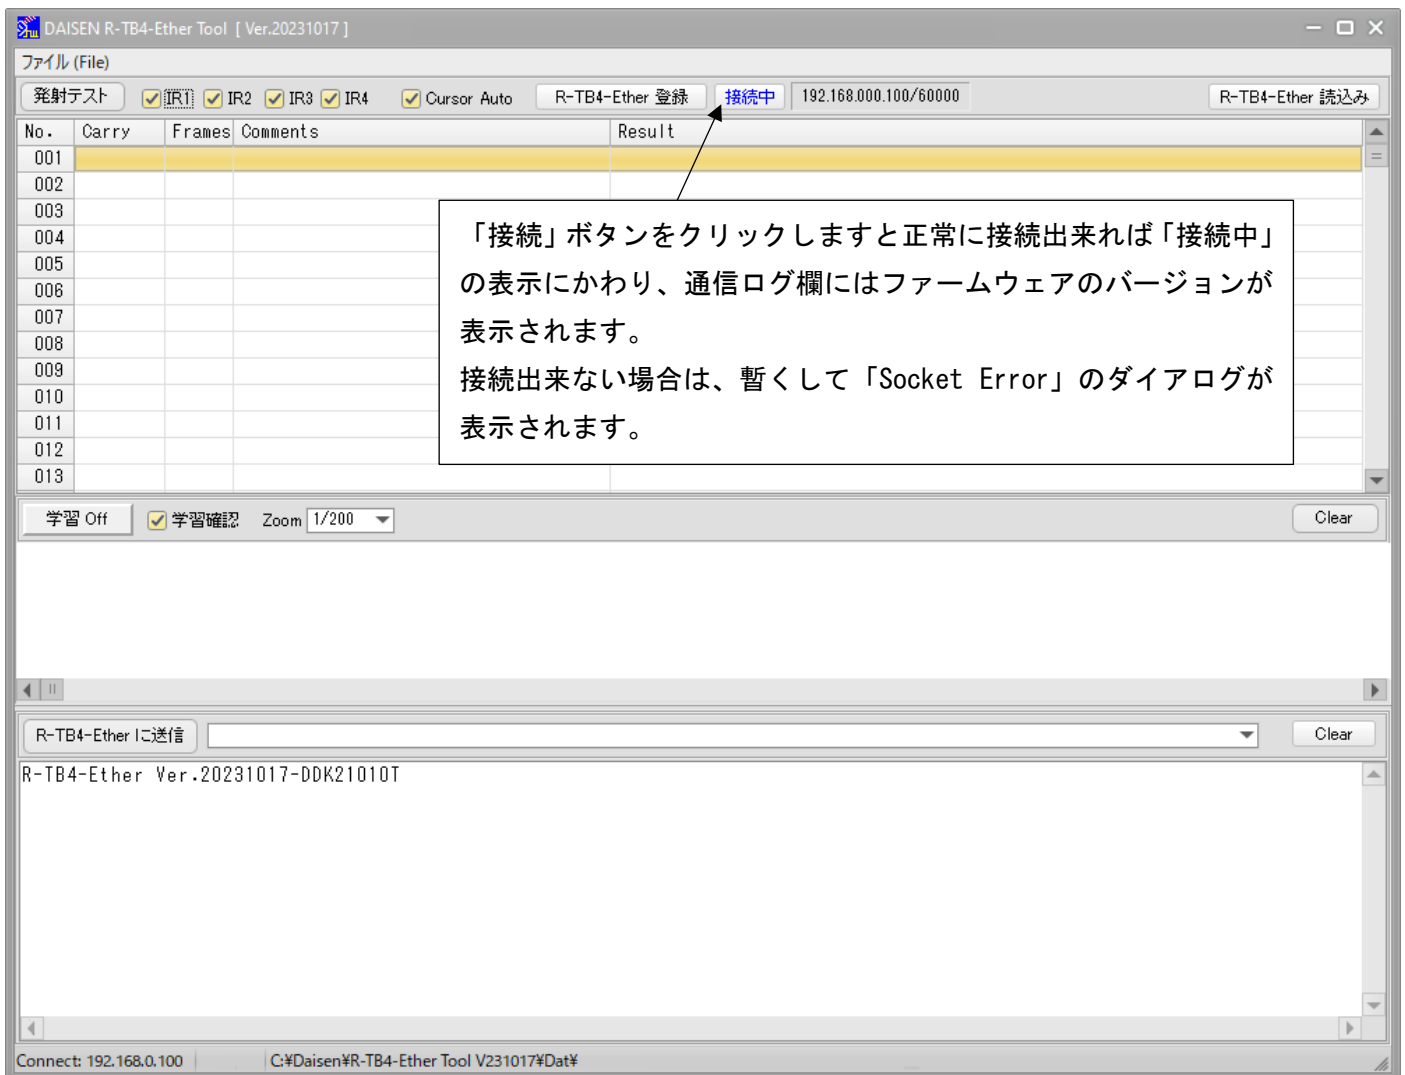 DAISEN R-TB4-Ether Tool [ Ver.20231017 ]
ファイル (File)
発射テスト IR1 IR2 IR3 IR4 Cursor Auto R-TB4-Ether 登録 接続中 192.168.000.100/60000 R-TB4-Ether 読込み
No. Carry Frames Comments Result
001
002
003
004
005
006
007
008
009
010
011
012
013
「接続」ボタンをクリックしますと正常に接続出来れば「接続中」
の表示にかわり、通信ログ欄にはファームウェアのバージョンが
表示されます。
接続出来ない場合は、暫くして「Socket Error」のダイアログが
表示されます。
学習 Off 学習確認 Zoom 1/200 Clear
R-TB4-Ether に送信 Clear
R-TB4-Ether Ver.20231017-DDK21010T
Connect: 192.168.0.100 C:¥Daisen¥R-TB4-Ether Tool V231017¥Dat¥